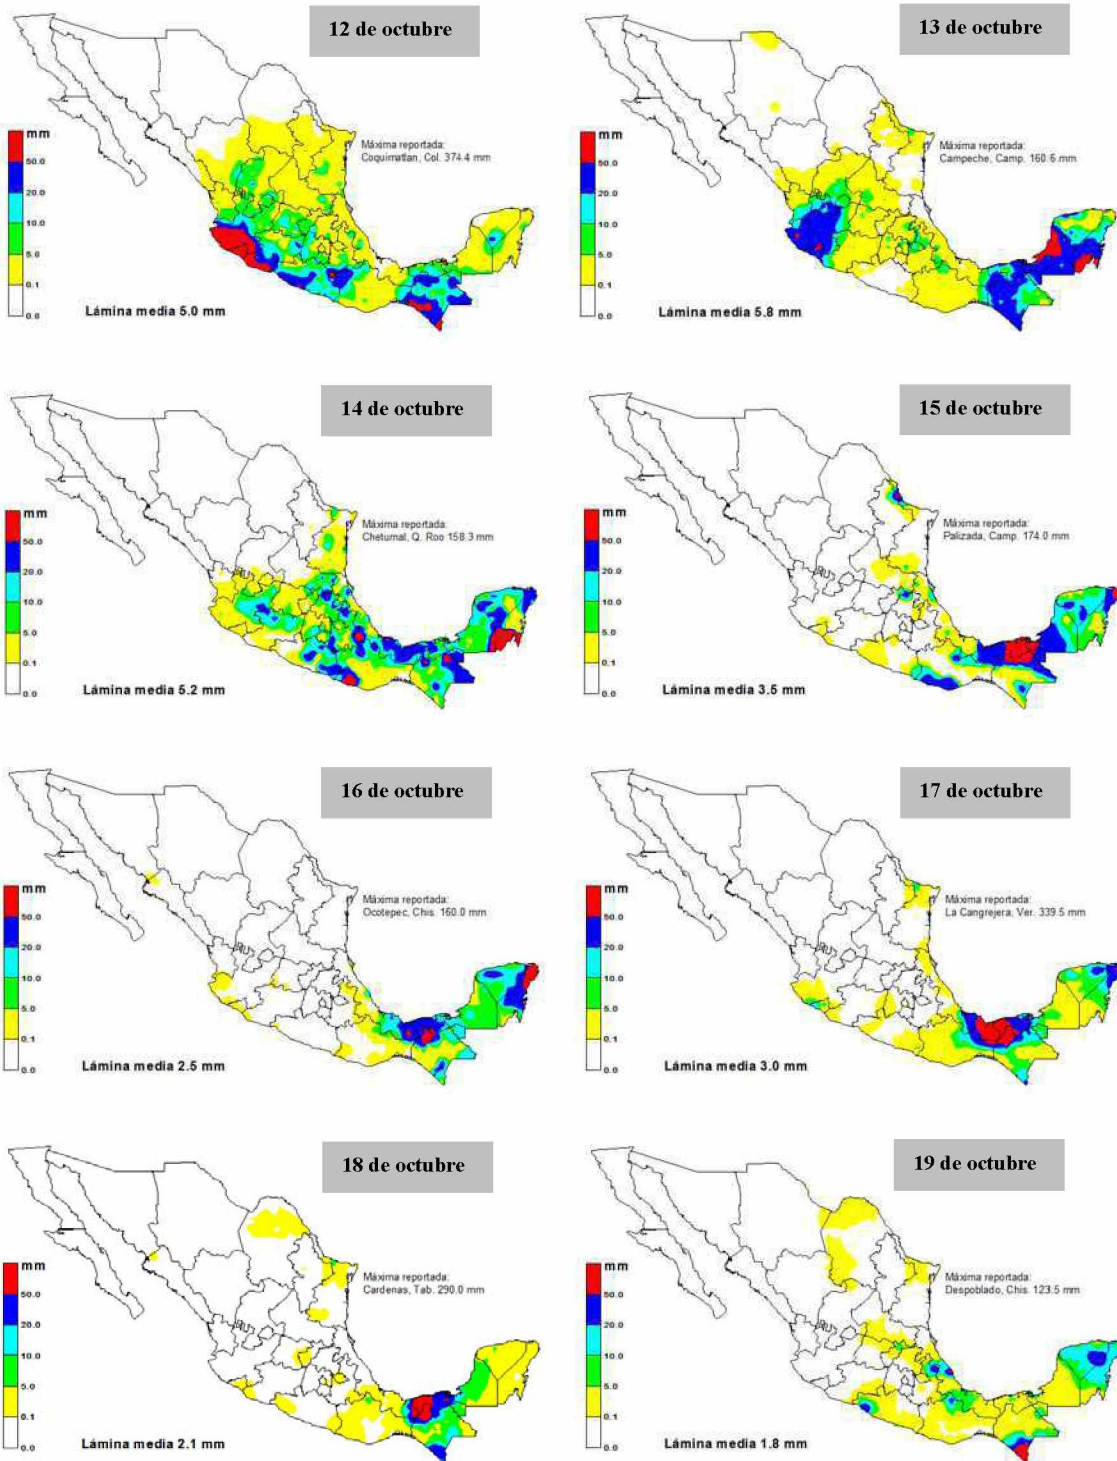 12 de octubre
mm
50.0
20.0
10.0
5.0
0.1
0.0
Máxima reportada:
Coquimatlan, Col. 374.4 mm
Lámina media 5.0 mm
13 de octubre
mm
50.0
20.0
10.0
5.0
0.1
0.0
Máxima reportada:
Campeche, Camp. 160.6 mm
Lámina media 5.8 mm
14 de octubre
mm
50.0
20.0
10.0
5.0
0.1
0.0
Máxima reportada:
Chetumal, Q. Roo 158.3 mm
Lámina media 5.2 mm
15 de octubre
mm
50.0
20.0
10.0
5.0
0.1
0.0
Máxima reportada:
Palizada, Camp. 174.0 mm
Lámina media 3.5 mm
16 de octubre
mm
50.0
20.0
10.0
5.0
0.1
0.0
Máxima reportada:
Ocotepec, Chis. 160.0 mm
Lámina media 2.5 mm
17 de octubre
mm
50.0
20.0
10.0
5.0
0.1
0.0
Máxima reportada:
La Cangrejera, Ver. 339.5 mm
Lámina media 3.0 mm
18 de octubre
mm
50.0
20.0
10.0
5.0
0.1
0.0
Máxima reportada:
Cardenas, Tab. 290.0 mm
Lámina media 2.1 mm
19 de octubre
mm
50.0
20.0
10.0
5.0
0.1
0.0
Máxima reportada:
Despoblado, Chis. 123.5 mm
Lámina media 1.8 mm